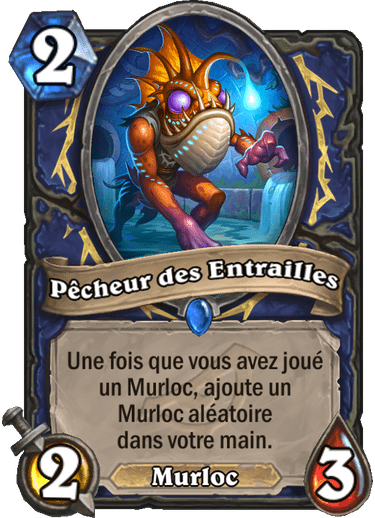 2
Pêcheur des Entrailles
Une fois que vous avez joué
un Murloc, ajoute un
Murloc aléatoire
dans votre main.
2
Murloc
3